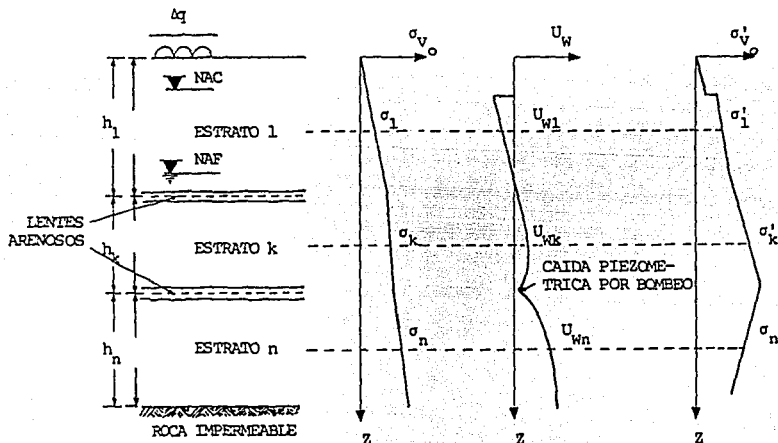 Δq
σVo
UW
σ'Vo
NAC
h1
ESTRATO 1
σ1
UW1
σ'1
NAF
LENTES
ARENOSOS
hk
ESTRATO k
σk
UWk
σ'k
CAIDA PIEZOME-
TRICA POR BOMBEO
hn
ESTRATO n
σn
UWn
σn
ROCA IMPERMEABLE
Z
Z
Z